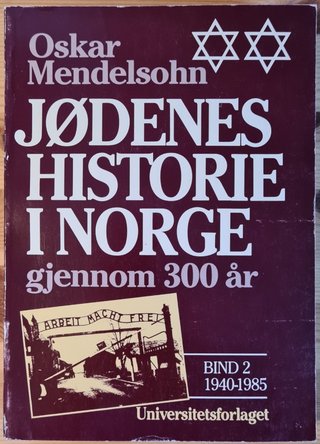 Oskar
Mendelsohn
JØDENES
HISTORIE
I NORGE
gjennom 300 år
ARBEIT MACHT FREI
BIND 2
1940-1985
Universitetsforlaget